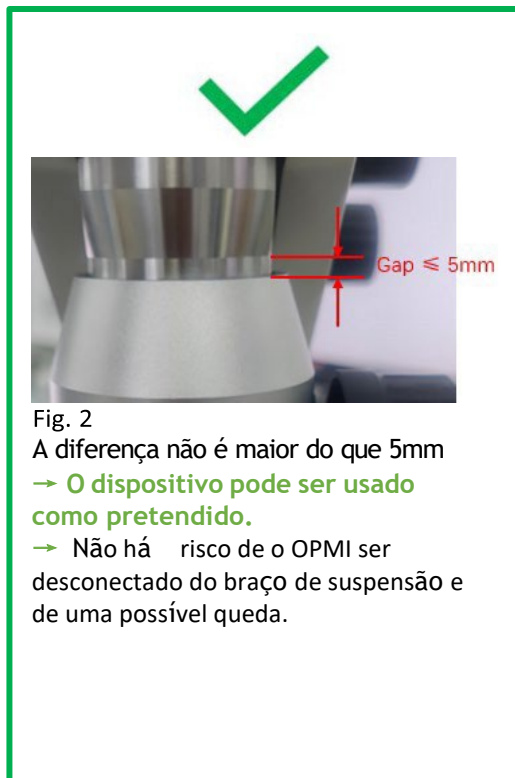 Gap ≤ 5mm
Fig. 2
A diferença não é maior do que 5mm
→ O dispositivo pode ser usado
como pretendido.
→ Não há risco de o OPMI ser
desconectado do braço de suspensão e
de uma possível queda.